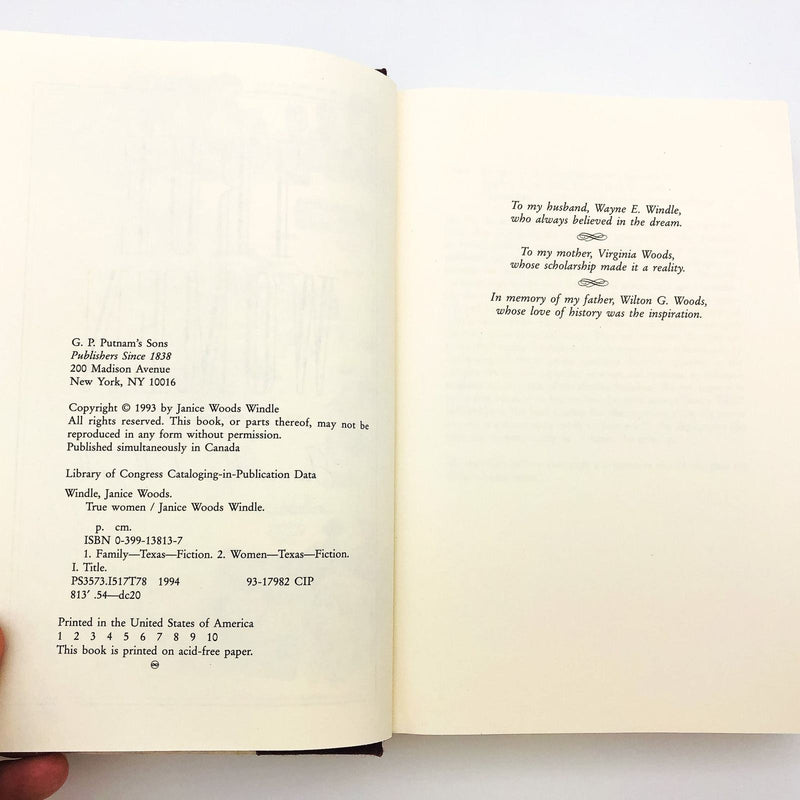 G. P. Putnam's Sons
Publishers Since 1838
200 Madison Avenue
New York, NY 10016
Copyright © 1993 by Janice Woods Windle
All rights reserved. This book, or parts thereof, may not be
reproduced in any form without permission.
Published simultaneously in Canada
Library of Congress Cataloging-in-Publication Data
Windle, Janice Woods.
True women / Janice Woods Windle.
p. cm.
ISBN 0-399-13813-7
1. Family—Texas—Fiction. 2. Women—Texas—Fiction.
I. Title.
PS3573.I517T78 1994 93-17982 CIP
813′ .54—dc20
Printed in the United States of America
1 2 3 4 5 6 7 8 9 10
This book is printed on acid-free paper.
To my husband, Wayne E. Windle,
who always believed in the dream.
To my mother, Virginia Woods,
whose scholarship made it a reality.
In memory of my father, Wilton G. Woods,
whose love of history was the inspiration.